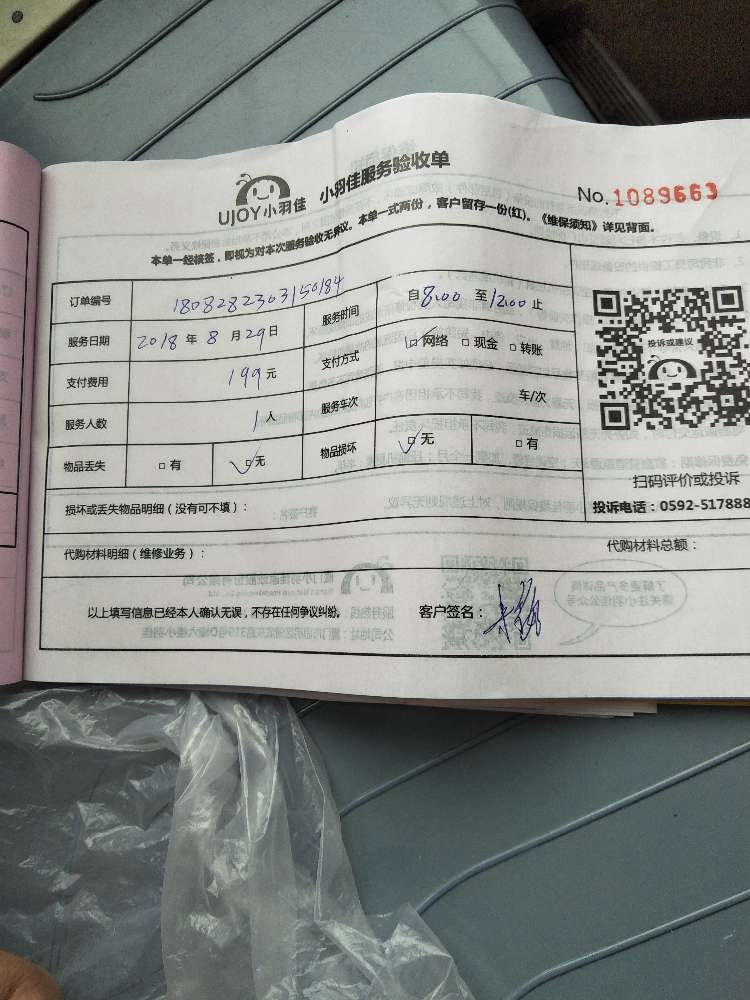 UJOY小羽佳 小羽佳服务验收单
No. 1089663
本单一经核签，即视为对本次服务验收无异议。本单一式两份，客户留存一份(红)。《维保须知》详见背面。
订单编号 1808282303150184 服务时间 自8:00 至12:00止
服务日期 2018年8月29日 支付方式 □网络 □现金 □转账
支付费用 199元 服务车次 车/次
服务人数 1人
物品丢失 □有 □无 物品损坏 □无 □有
投诉或建议
扫码评价或投诉
投诉电话：0592-517888
损坏或丢失物品明细（没有可不填）：
代购材料明细（维修业务）： 代购材料总额：
以上填写信息已经本人确认无误，不存在任何争议纠纷。 客户签名：